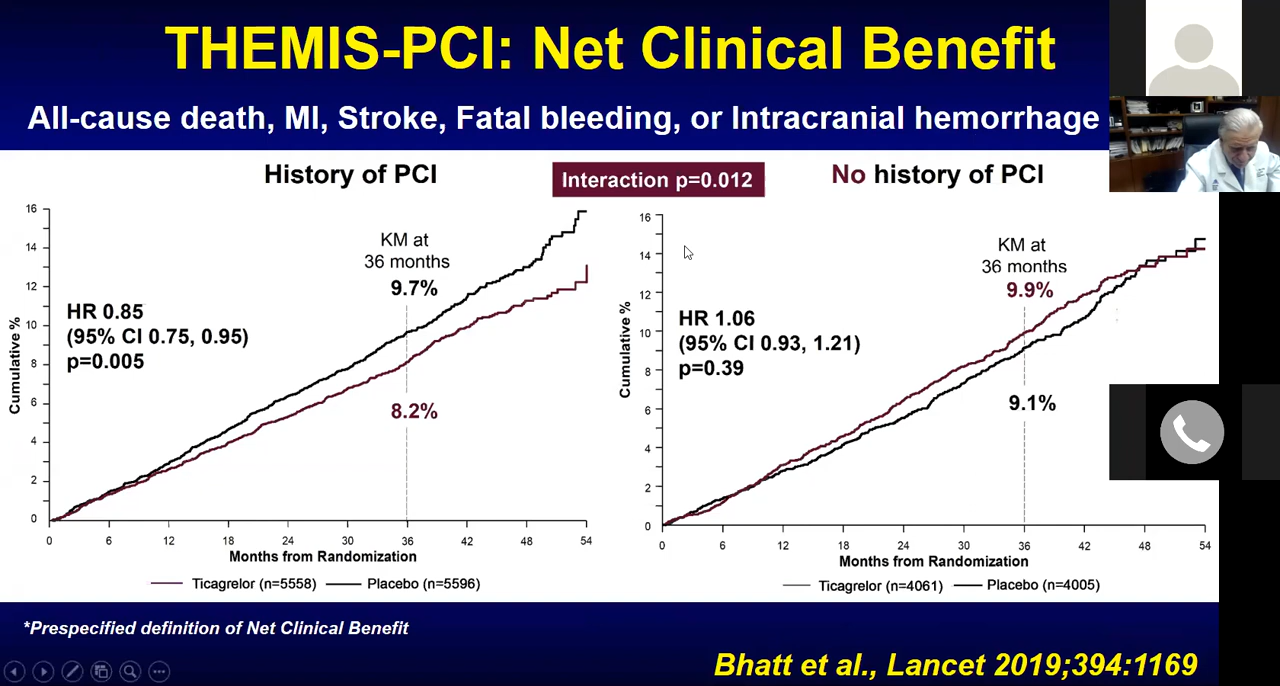 THEMIS-PCI: Net Clinical Benefit
All-cause death, MI, Stroke, Fatal bleeding, or Intracranial hemorrhage
History of PCI
Interaction p=0.012
No history of PCI
16
14
12
10
8
6
4
2
0
Cumulative %
KM at
36 months
9.7%
HR 0.85
(95% CI 0.75, 0.95)
p=0.005
8.2%
0 6 12 18 24 30 36 42 48 54
Months from Randomization
Ticagrelor (n=5558) Placebo (n=5596)
16
14
12
10
8
6
4
2
0
Cumulative %
KM at
36 months
9.9%
HR 1.06
(95% CI 0.93, 1.21)
p=0.39
9.1%
0 6 12 18 24 30 36 42 48 54
Months from Randomization
Ticagrelor (n=4061) Placebo (n=4005)
*Prespecified definition of Net Clinical Benefit
Bhatt et al., Lancet 2019;394:1169